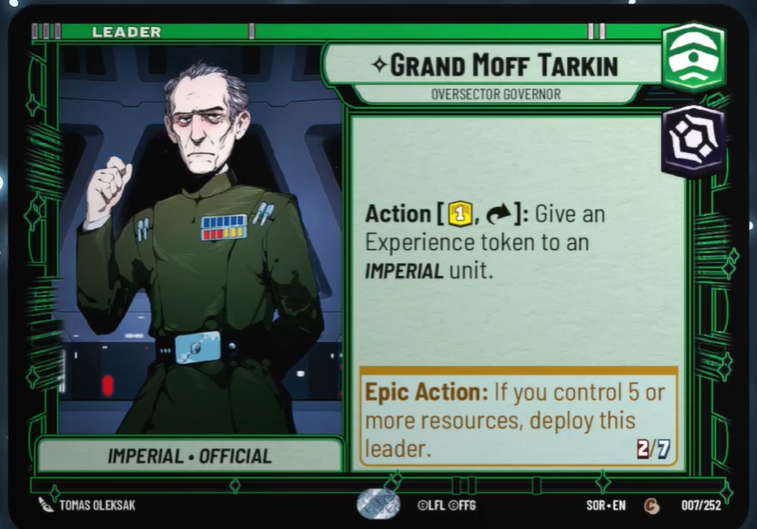 LEADER
GRAND MOFF TARKIN
OVERSECTOR GOVERNOR
Action [1, ]: Give an
Experience token to an
IMPERIAL unit.
Epic Action: If you control 5 or
more resources, deploy this
leader.
2/7
IMPERIAL • OFFICIAL
TOMAS OLEKSAK
©LFL ©FFG
SOR • EN
C
007/252